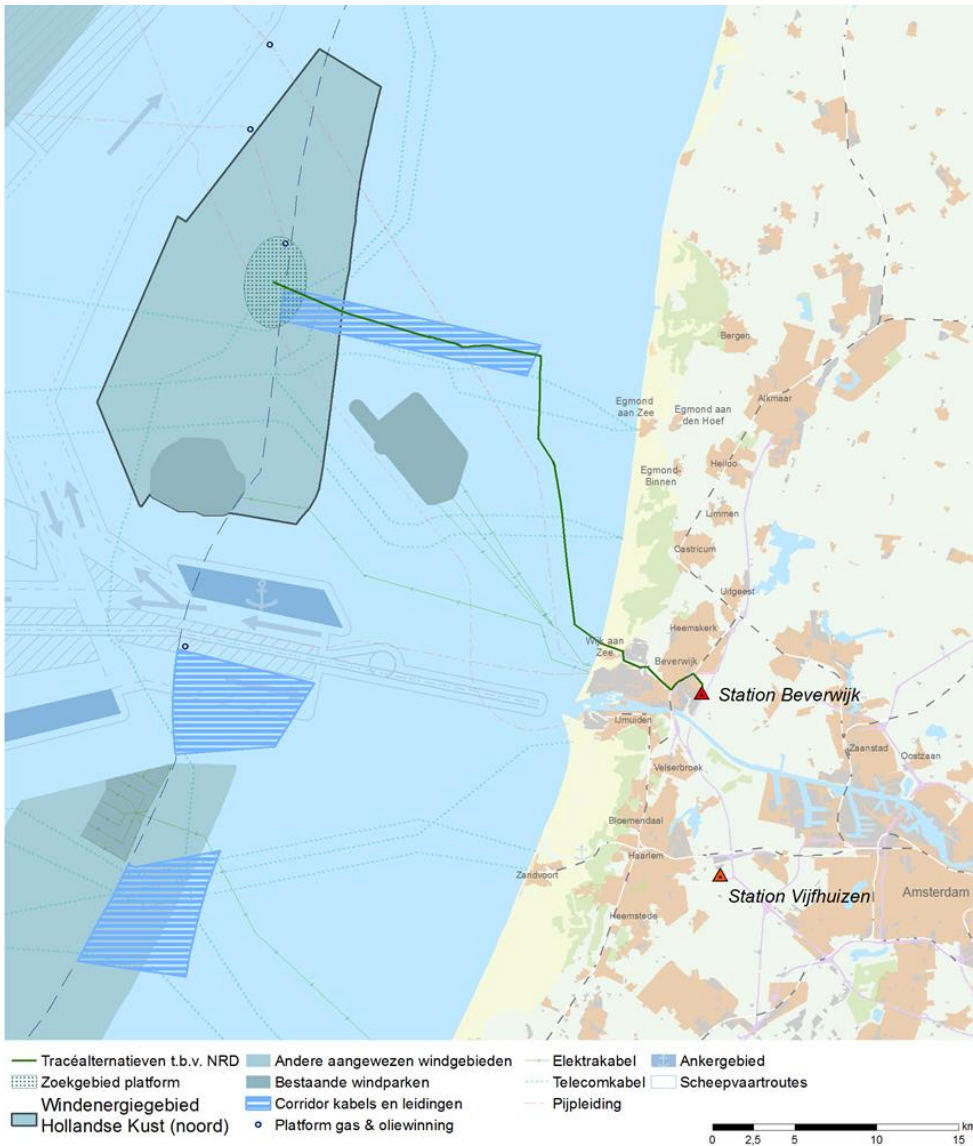 Bergen
Egmond
aan Zee
Egmond aan
den Hoef
Alkmaar
Egmond-
Binnen
Heiloo
Limmen
Castricum
Uitgeest
Heemskerk
Wijk aan
Zee
Beverwijk
Station Beverwijk
IJmuiden
Zaanstad
Oostzaan
Velserbroek
Bloemendaal
Haarlem
Zandvoort
Station Vijfhuizen
Amsterdam
Heemstede
Tracéalternatieven t.b.v. NRD
Zoekgebied platform
Windenergiegebied
Hollandse Kust (noord)
Andere aangewezen windgebieden
Bestaande windparken
Corridor kabels en leidingen
Platform gas & oliewinning
Elektrakabel
Telecomkabel
Pijpleiding
Ankergebied
Scheepvaartroutes
km
0 2,5 5 10 15